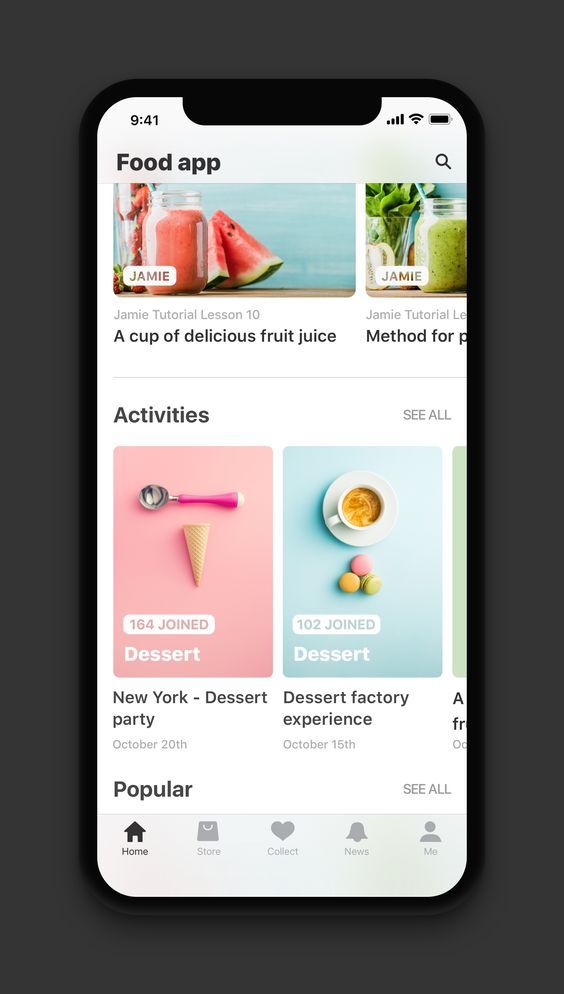 9:41
Food app
JAMIE
JAMIE
Jamie Tutorial Lesson 10
A cup of delicious fruit juice
Jamie Tutorial Le
Method for p
Activities
SEE ALL
164 JOINED
Dessert
102 JOINED
Dessert
New York - Dessert
party
October 20th
Dessert factory
experience
October 15th
A
fr
Oc
Popular
SEE ALL
Home
Store
Collect
News
Me